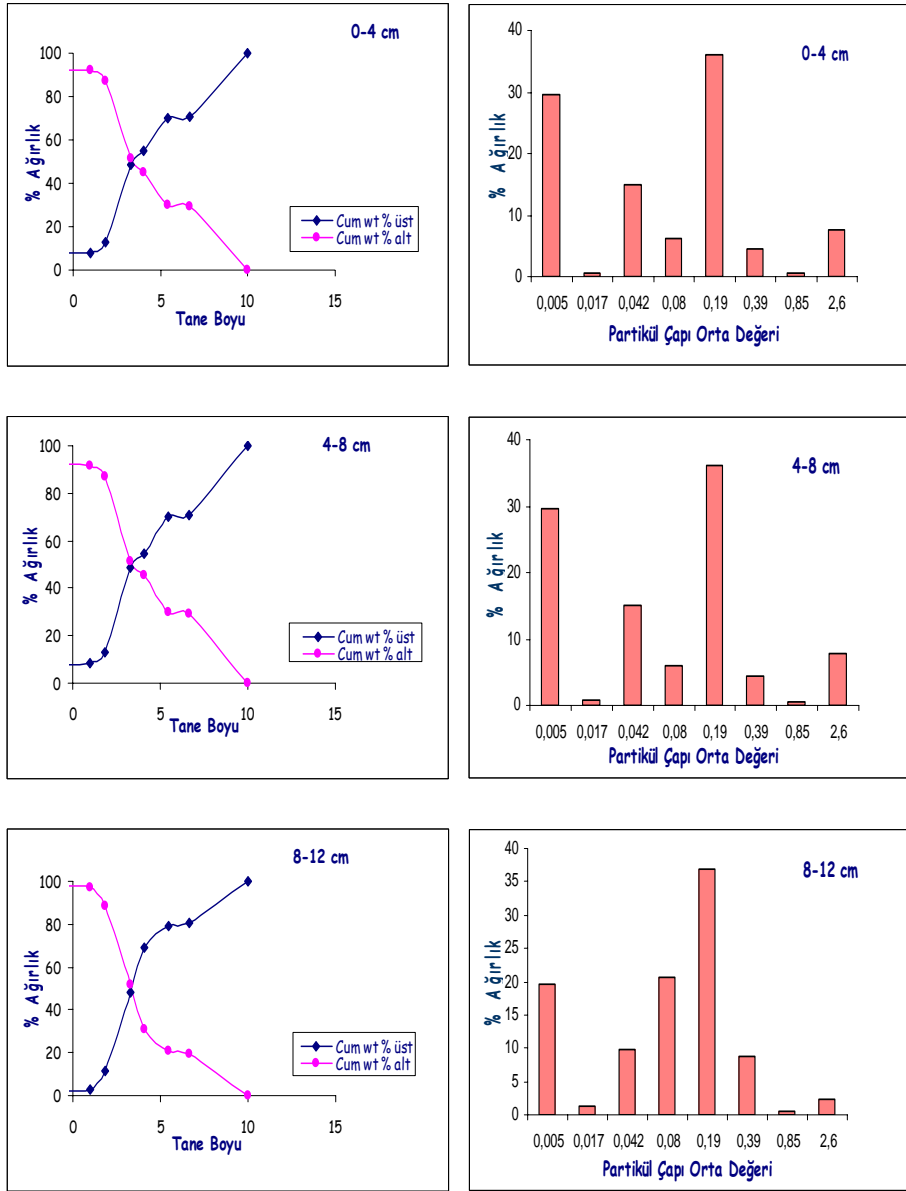 0-4 cm
% Ağırlık
100
80
60
40
20
0
Cum wt % üst
Cum wt % alt
0 5 10 15
Tane Boyu
0-4 cm
% Ağırlık
40
30
20
10
0
0,005 0,017 0,042 0,08 0,19 0,39 0,85 2,6
Partikül Çapı Orta Değeri
4-8 cm
% Ağırlık
100
80
60
40
20
0
Cum wt % üst
Cum wt % alt
0 5 10 15
Tane Boyu
4-8 cm
% Ağırlık
40
30
20
10
0
0,005 0,017 0,042 0,08 0,19 0,39 0,85 2,6
Partikül Çapı Orta Değeri
8-12 cm
% Ağırlık
100
80
60
40
20
0
Cum wt % üst
Cum wt % alt
0 5 10 15
Tane Boyu
8-12 cm
% Ağırlık
40
35
30
25
20
15
10
5
0
0,005 0,017 0,042 0,08 0,19 0,39 0,85 2,6
Partikül Çapı Orta Değeri